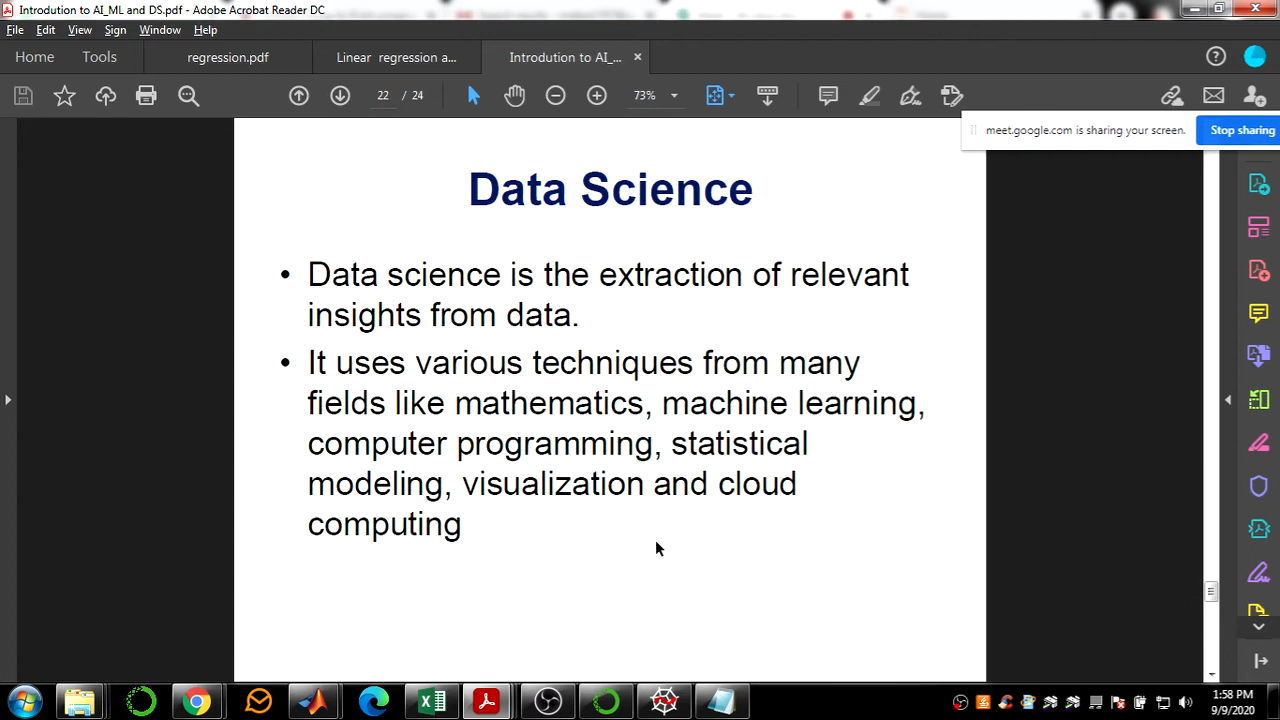 Introdution to AI_ML and DS.pdf - Adobe Acrobat Reader DC
File Edit View Sign Window Help
Home Tools regression.pdf Linear regression a... Introdution to AI_...
22 / 24 73%
meet.google.com is sharing your screen. Stop sharing
Data Science
• Data science is the extraction of relevant
insights from data.
• It uses various techniques from many
fields like mathematics, machine learning,
computer programming, statistical
modeling, visualization and cloud
computing
1:58 PM
9/9/2020